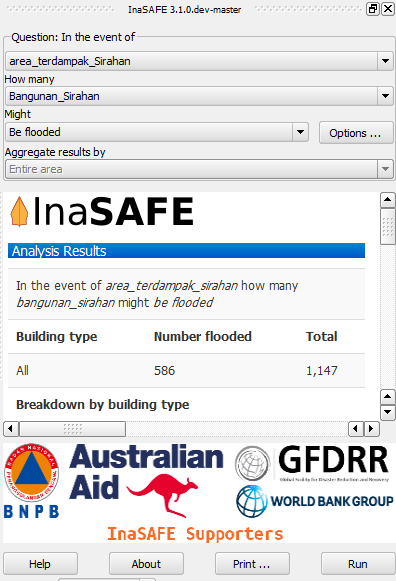 InaSAFE 3.1.0.dev-master
Question: In the event of
area_terdampak_Sirahan
How many
Bangunan_Sirahan
Might
Be flooded
Options ...
Aggregate results by
Entire area
InaSAFE
Analysis Results
In the event of area_terdampak_sirahan how many
bangunan_sirahan might be flooded
Building type Number flooded Total
All 586 1,147
Breakdown by building type
BADAN NASIONAL
PENANGGULANGAN BENCANA
BNPB
Australian
Aid
GFDRR
Global Facility for Disaster Reduction and Recovery
WORLD BANK GROUP
InaSAFE Supporters
Help About Print ... Run